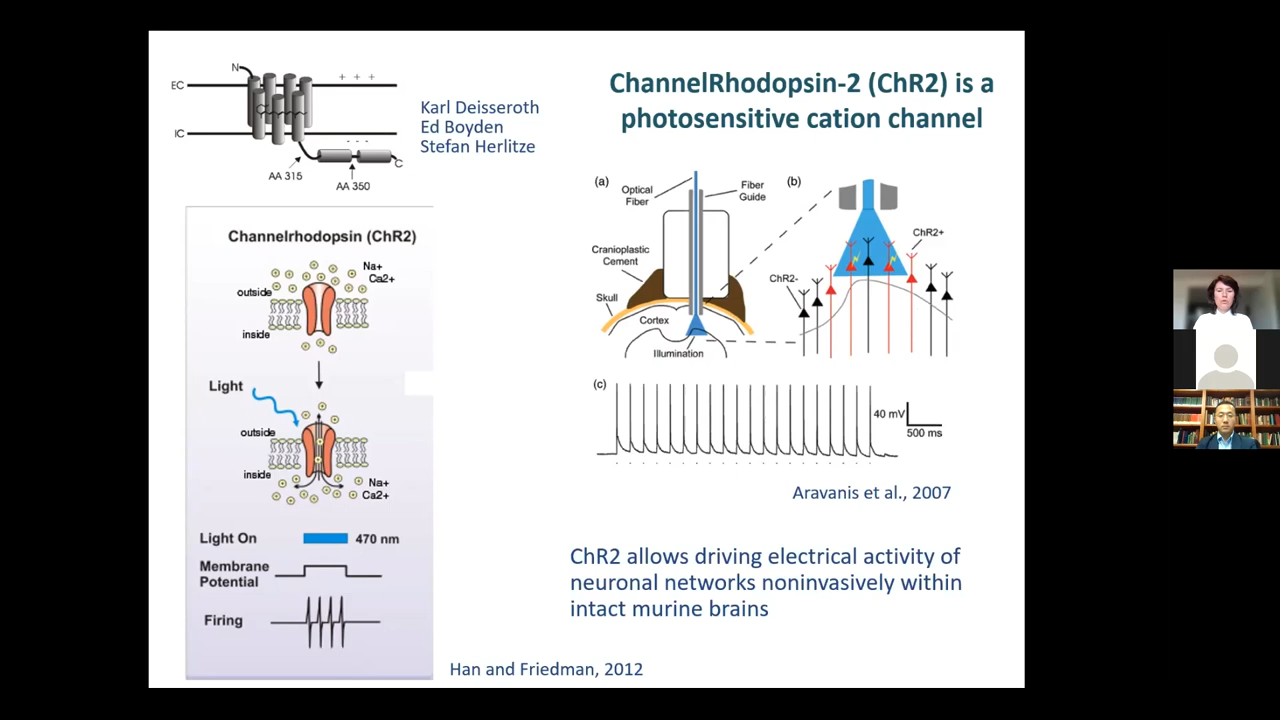 ChannelRhodopsin-2 (ChR2) is a
photosensitive cation channel
N
EC
+ + +
IC
- - -
C
AA 315
AA 350
Karl Deisseroth
Ed Boyden
Stefan Herlitze
Channelrhodopsin (ChR2)
Na+
Ca2+
outside
inside
Light
outside
inside
Na+
Ca2+
Light On
470 nm
Membrane
Potential
Firing
Han and Friedman, 2012
(a)
Optical
Fiber
Fiber
Guide
Cranioplastic
Cement
Skull
Cortex
Illumination
(b)
ChR2+
ChR2-
(c)
40 mV
500 ms
Aravanis et al., 2007
ChR2 allows driving electrical activity of
neuronal networks noninvasively within
intact murine brains